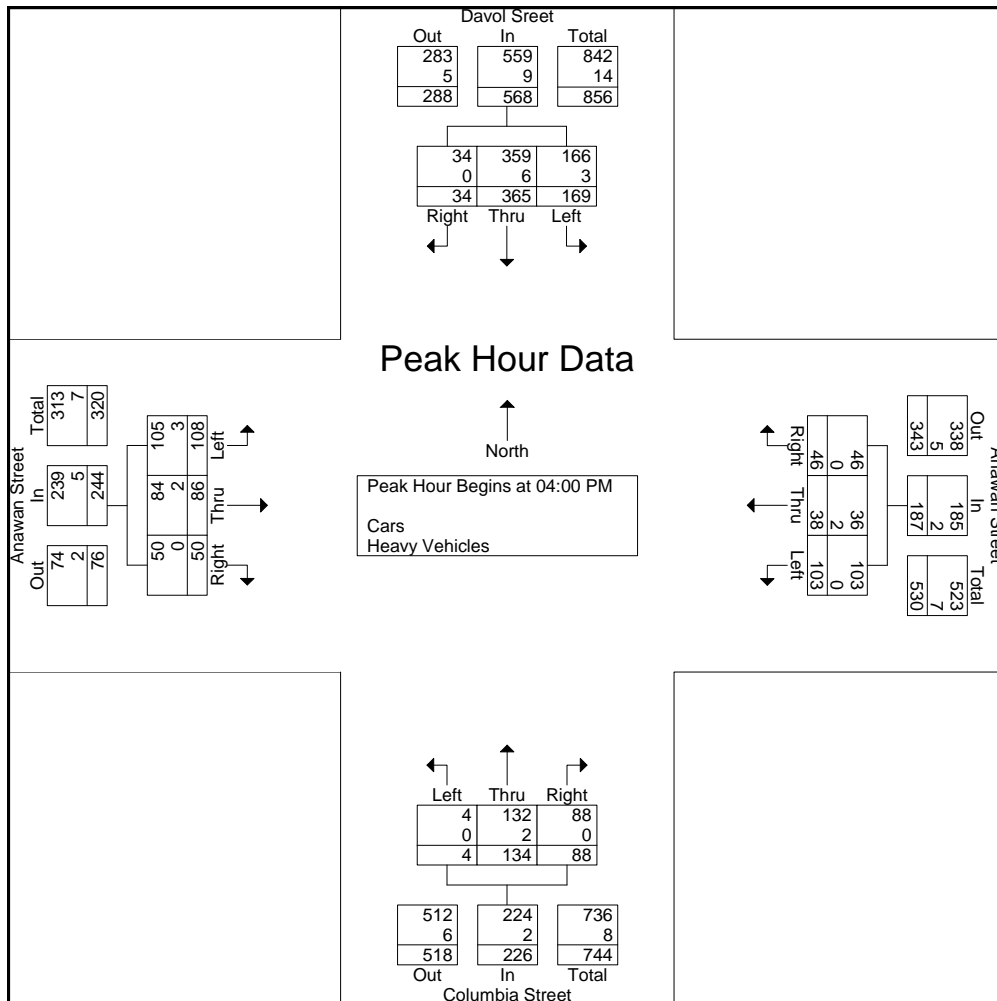 Davol Sreet
Out In Total
283 559 842
5 9 14
288 568 856
34 359 166
0 6 3
34 365 169
Right Thru Left
Peak Hour Data
North
Peak Hour Begins at 04:00 PM
Cars
Heavy Vehicles
Anawan Street
Out In Total
74 239 313
2 5 7
76 244 320
Right Thru Left
50 84 105
0 2 3
50 86 108
Anawan Street
Out In Total
338 185 523
5 2 7
343 187 530
Right Thru Left
46 36 103
0 2 0
46 38 103
Left Thru Right
4 132 88
0 2 0
4 134 88
512 224 736
6 2 8
518 226 744
Out In Total
Columbia Street